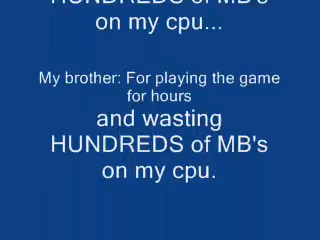 HUNDREDS of MB's
on my cpu...
My brother: For playing the game
for hours
and wasting
HUNDREDS of MB's
on my cpu.